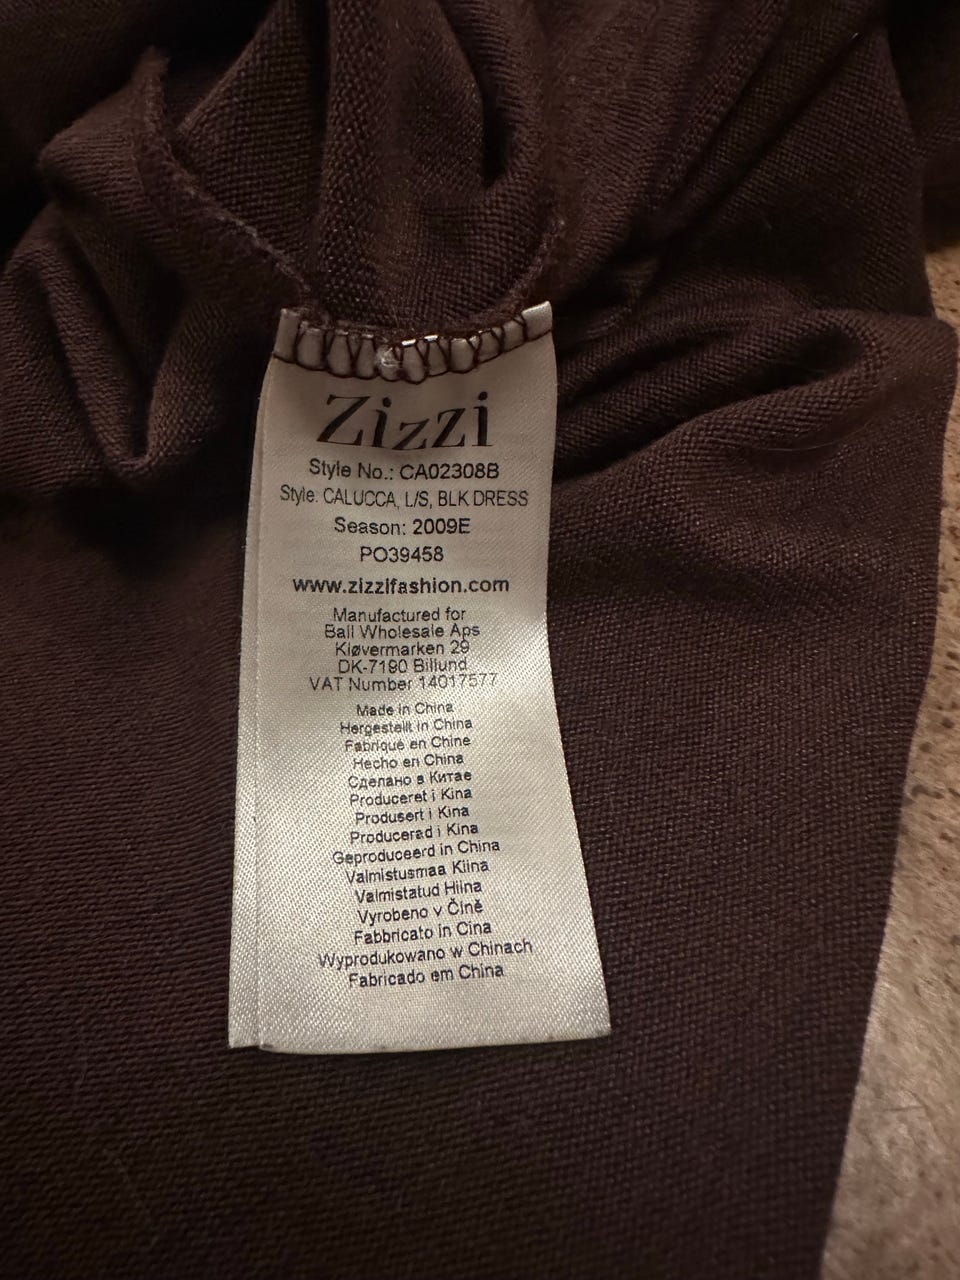 Zizzi
Style No.: CA02308B
Style: CALUCCA, L/S, BLK DRESS
Season: 2009E
PO39458
www.zizzifashion.com
Manufactured for
Ball Wholesale Aps
Kløvermarken 29
DK-7190 Billund
VAT Number 14017577
Made in China
Hergestellt in China
Fabriqué en Chine
Hecho en China
Сделано в Китае
Produceret i Kina
Produsert i Kina
Producerad i Kina
Geproduceerd in China
Valmistusmaa Kiina
Valmistatud Hiina
Vyrobeno v Číně
Fabbricato in Cina
Wyprodukowano w Chinach
Fabricado em China